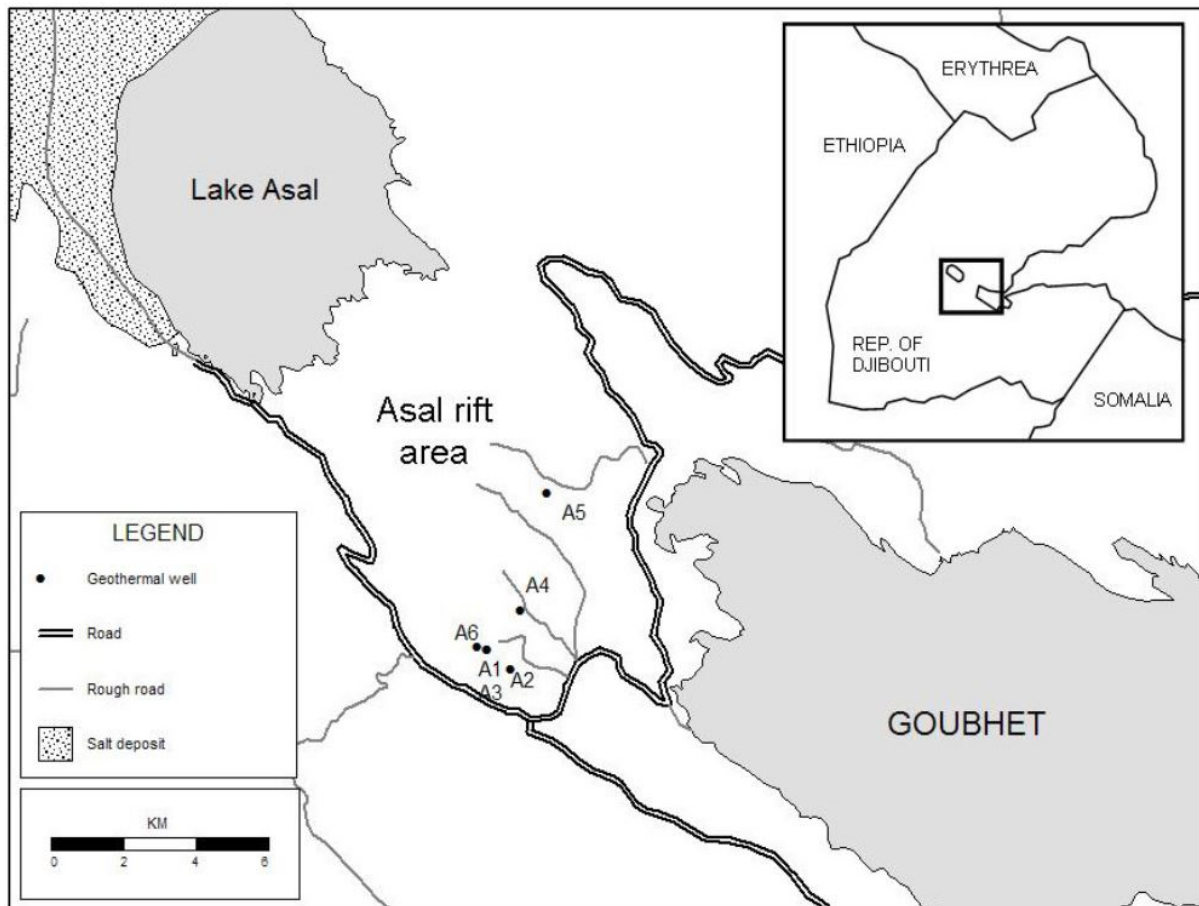 ERYTHREA
ETHIOPIA
Lake Asal
REP. OF
DJIBOUTI
SOMALIA
Asal rift
area
A5
LEGEND
Geothermal well
Road
Rough road
Salt deposit
A4
A6
A1
A2
A3
GOUBHET
KM
0 2 4 6